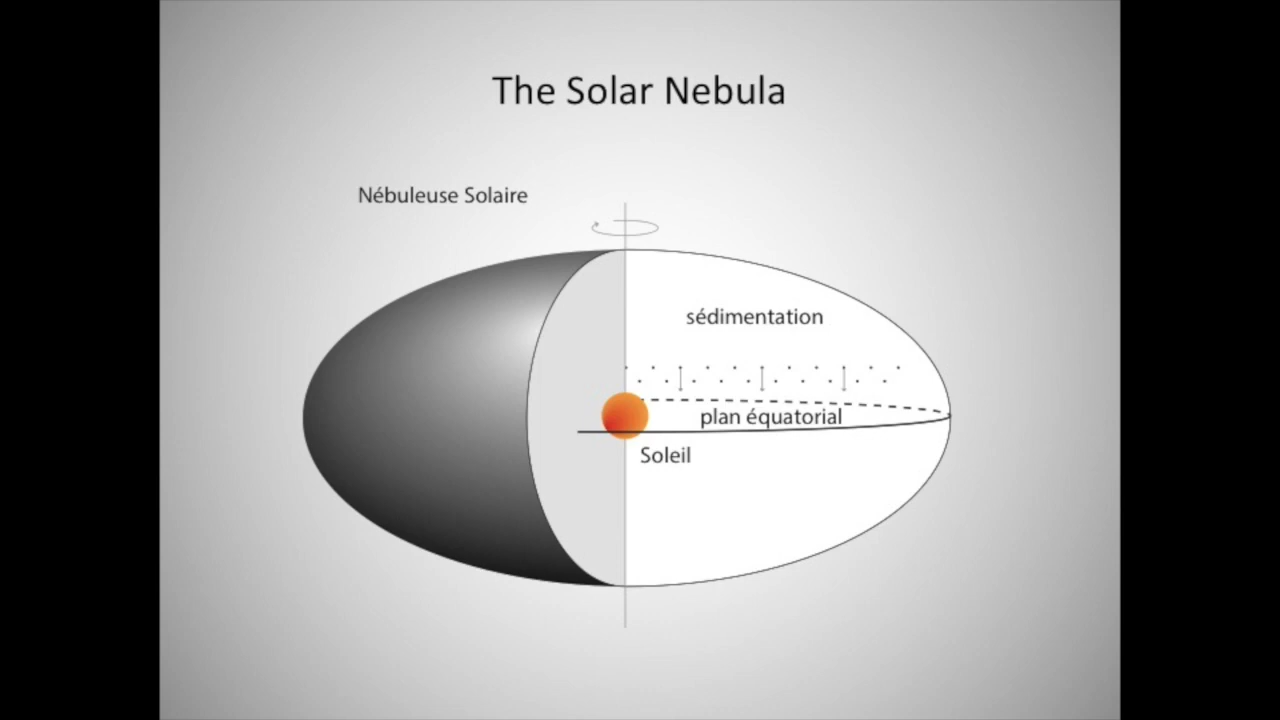 The Solar Nebula
Nébuleuse Solaire
sédimentation
plan équatorial
Soleil